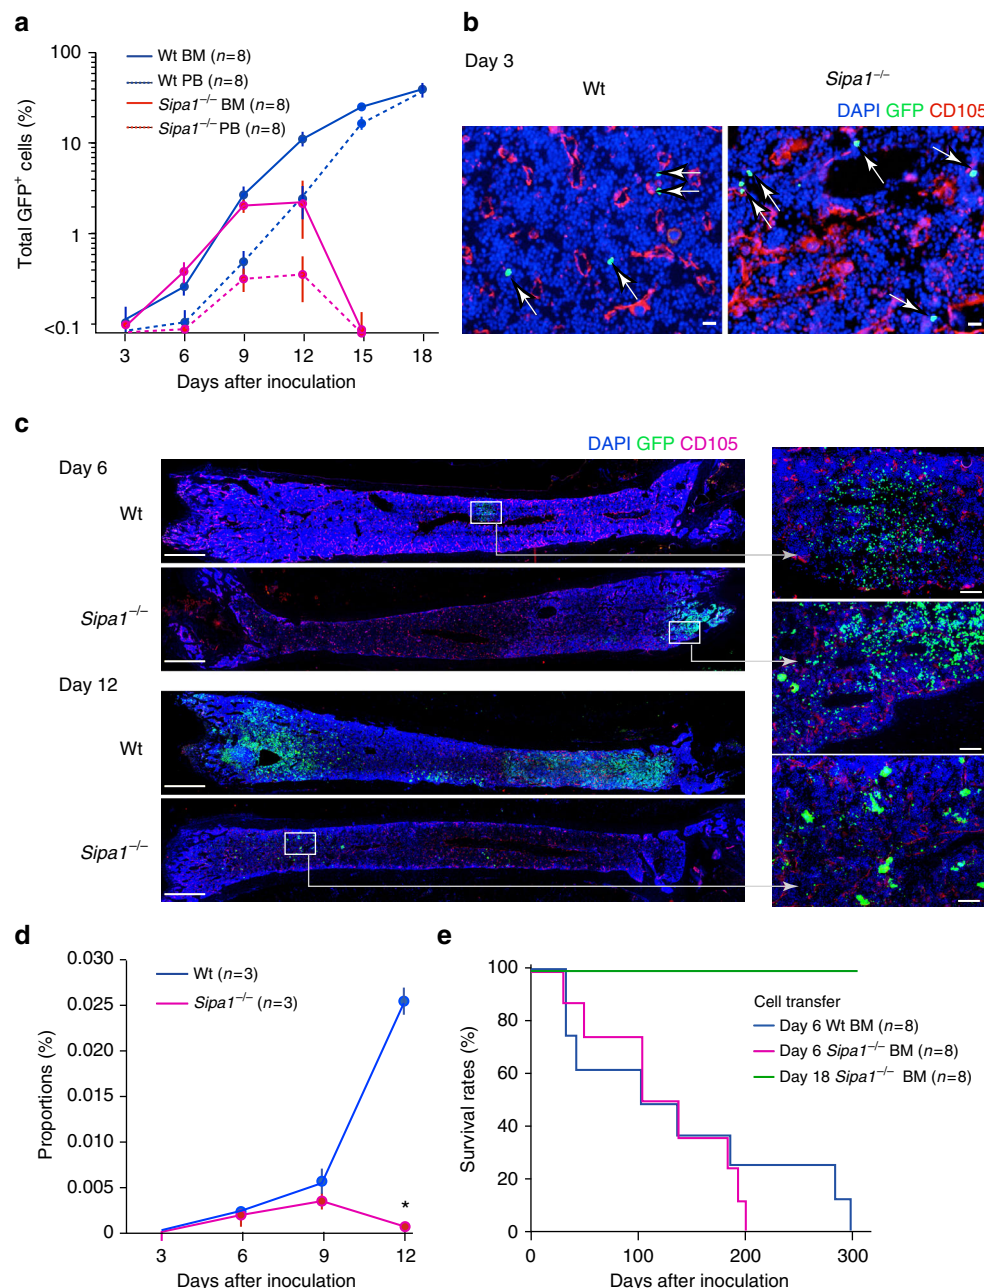 a
100
10
1
<0.1
Total GFP⁺ cells (%)
Wt BM (n=8)
Wt PB (n=8)
Sipa1⁻/⁻ BM (n=8)
Sipa1⁻/⁻ PB (n=8)
3 6 9 12 15 18
Days after inoculation
b
Day 3
Wt
Sipa1⁻/⁻
DAPI GFP CD105
c
DAPI GFP CD105
Day 6
Wt
Sipa1⁻/⁻
Day 12
Wt
Sipa1⁻/⁻
d
0.030
0.025
0.020
0.015
0.010
0.005
0
Proportions (%)
Wt (n=3)
Sipa1⁻/⁻ (n=3)
*
3 6 9 12
Days after inoculation
e
100
80
60
40
20
0
Survival rates (%)
Cell transfer
Day 6 Wt BM (n=8)
Day 6 Sipa1⁻/⁻ BM (n=8)
Day 18 Sipa1⁻/⁻ BM (n=8)
0 100 200 300
Days after inoculation